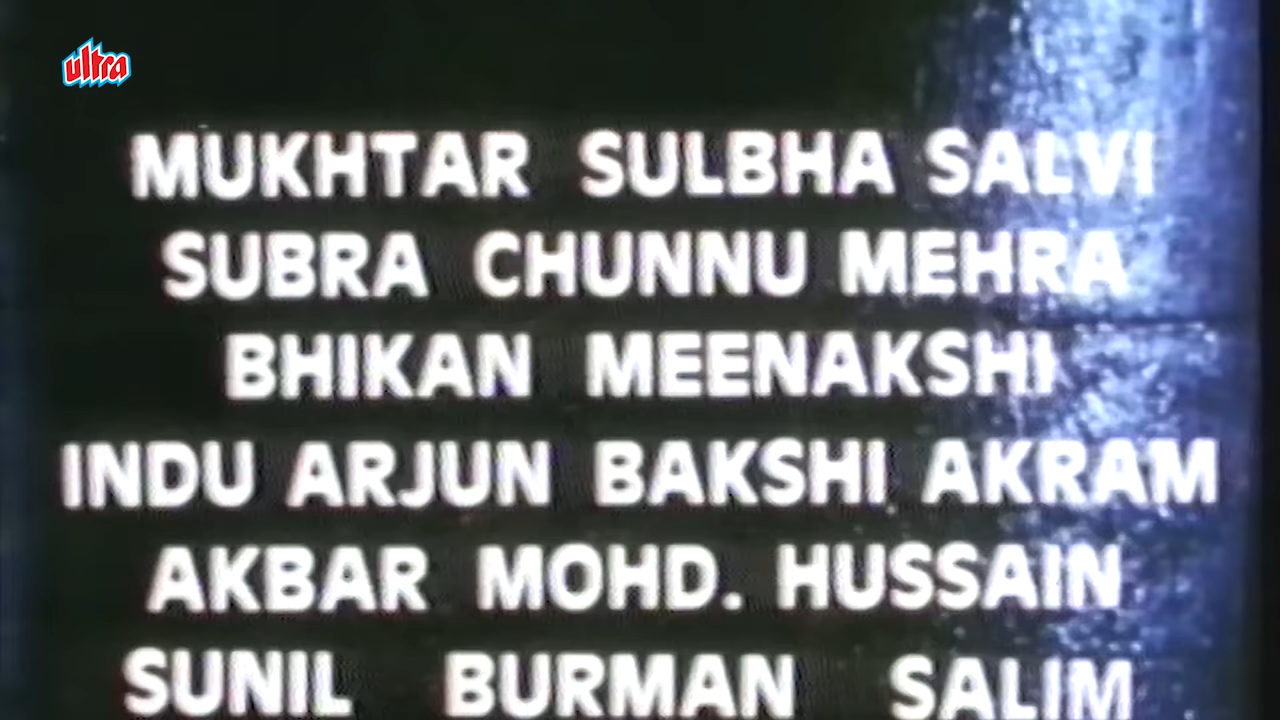 ultra
MUKHTAR SULBHA SALVI
SUBRA CHUNNU MEHRA
BHIKAN MEENAKSHI
INDU ARJUN BAKSHI AKRAM
AKBAR MOHD. HUSSAIN
SUNIL BURMAN SALIM